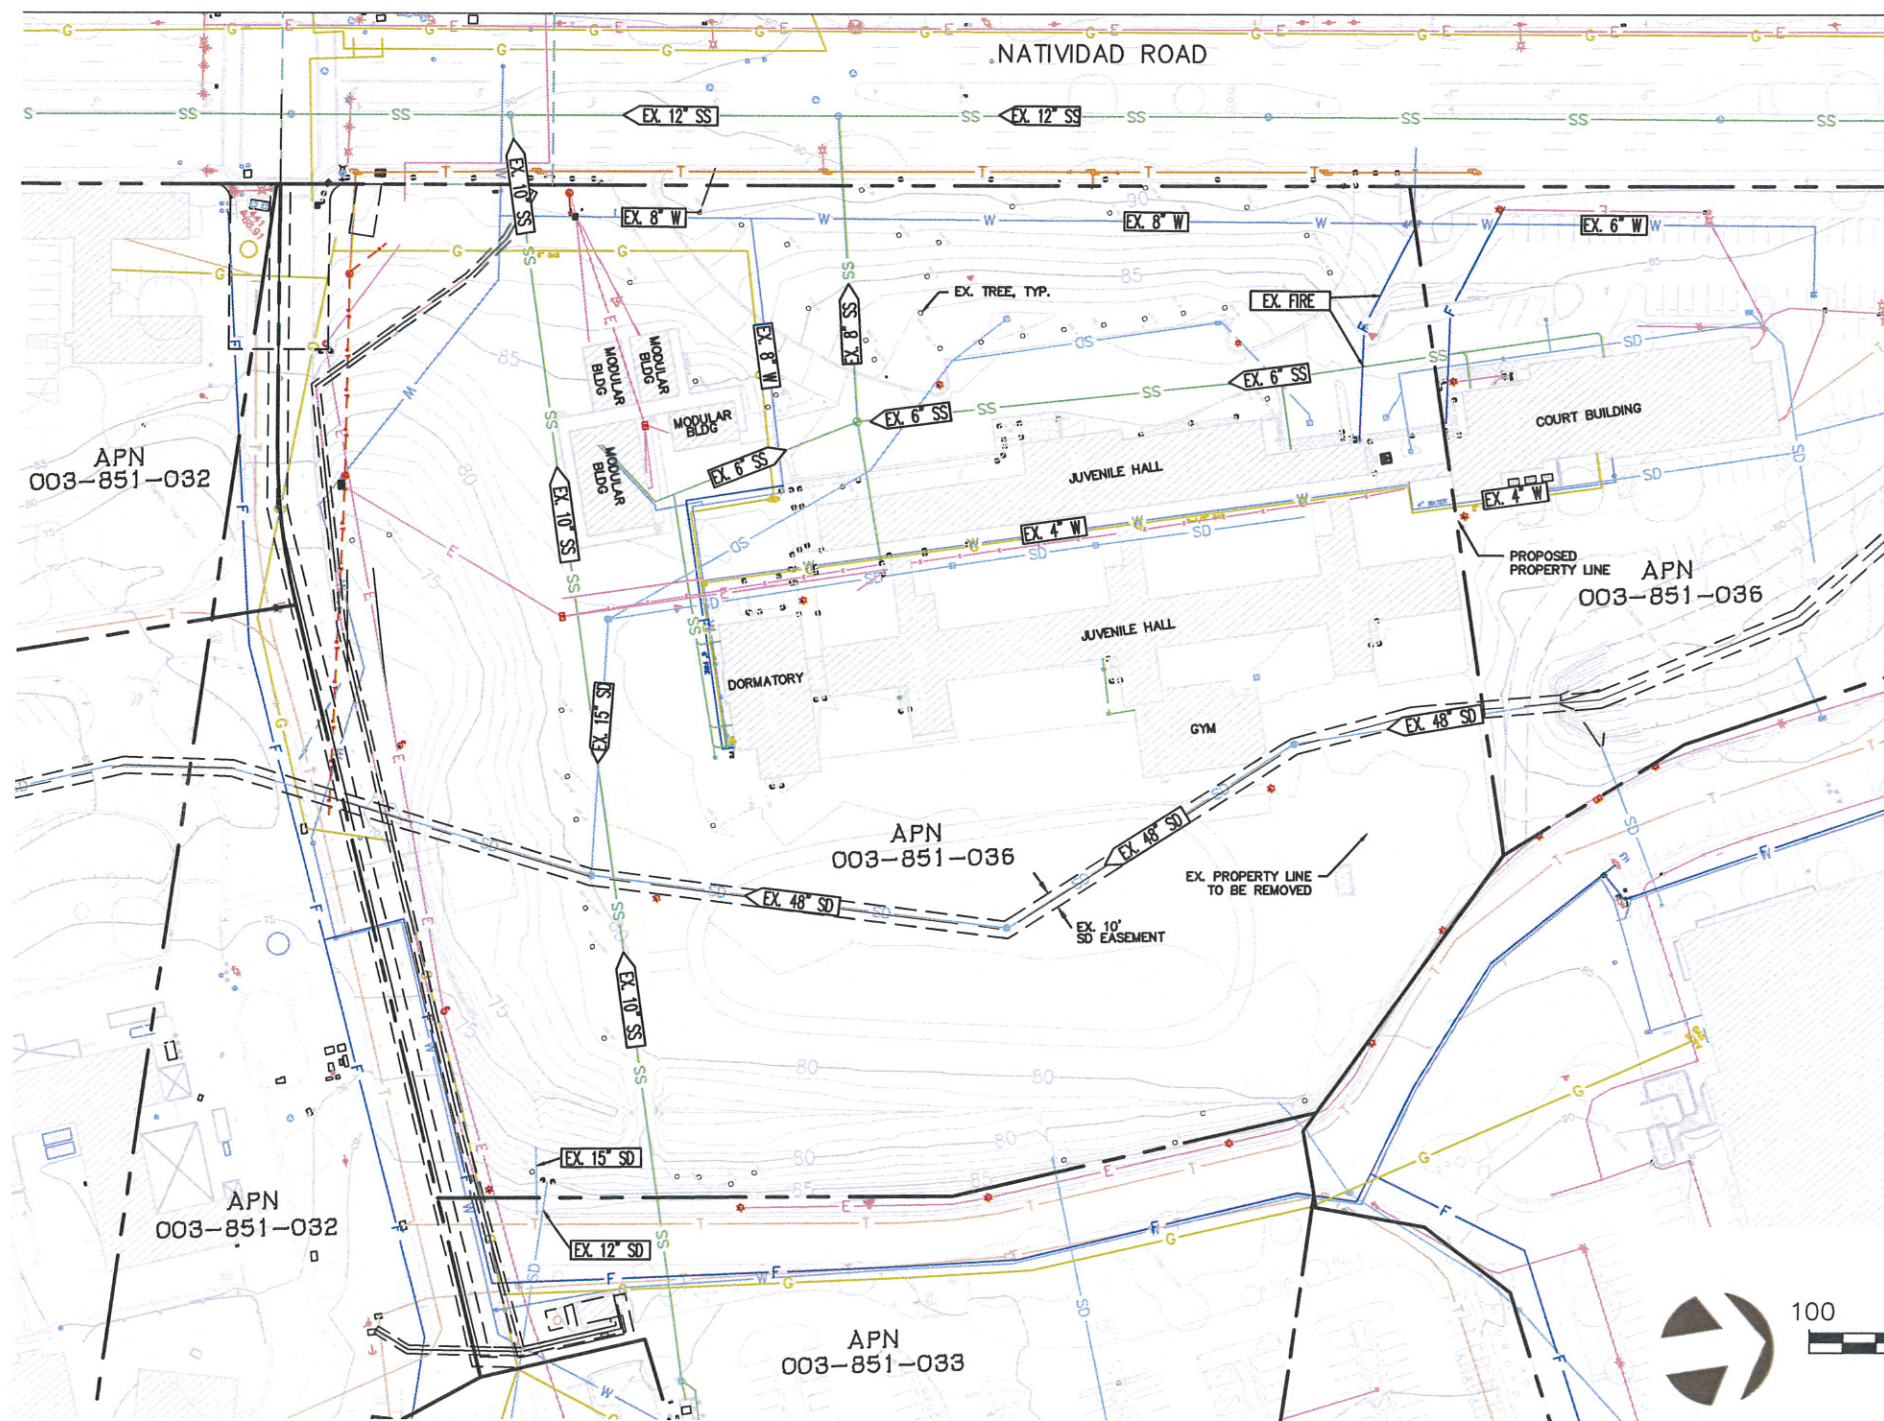 NATIVIDAD ROAD
EX. 12" SS
EX. 12" SS
EX. 10" SS
EX. 8" W
EX. 8" W
EX. 6" W
EX. TREE, TYP.
EX. FIRE
EX. 8" SS
EX. 8" W
MODULAR
BLDG
MODULAR
BLDG
MODULAR
BLDG
MODULAR
BLDG
EX. 6" SS
EX. 6" SS
EX. 6" SS
COURT BUILDING
JUVENILE HALL
APN
003-851-032
EX. 10" SS
EX. 4" W
EX. 4" W
PROPOSED
PROPERTY LINE
APN
003-851-036
JUVENILE HALL
DORMATORY
EX. 15" SD
GYM
EX. 48" SD
APN
003-851-036
EX. 48" SD
EX. PROPERTY LINE
TO BE REMOVED
EX. 48" SD
EX. 10'
SD EASEMENT
EX. 10" SS
EX. 15" SD
APN
003-851-032
EX. 12" SD
APN
003-851-033
100